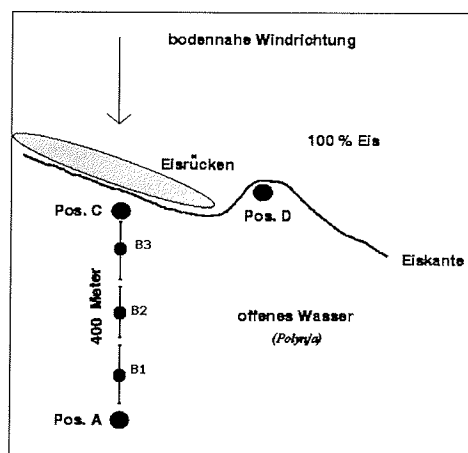 bodennahe Windrichtung
100 % Eis
Eisrücken
Pos. C
Pos. D
B3
Eiskante
400 Meter
B2
offenes Wasser
(Polynja)
B1
Pos. A